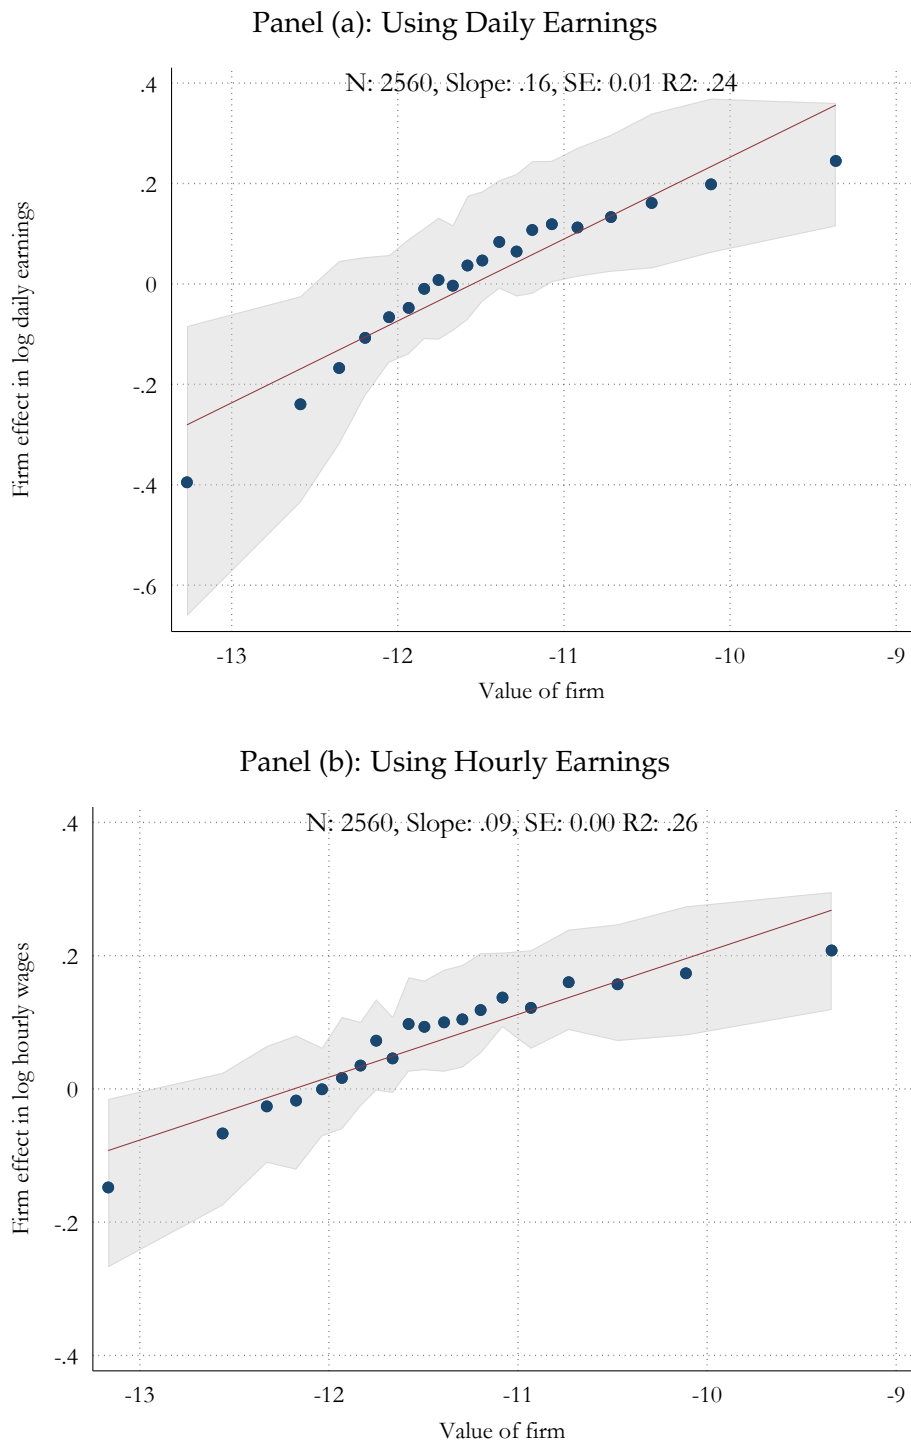 Panel (a): Using Daily Earnings
N: 2560, Slope: .16, SE: 0.01 R2: .24
.4
.2
0
-.2
-.4
-.6
Firm effect in log daily earnings
-13 -12 -11 -10 -9
Value of firm
Panel (b): Using Hourly Earnings
N: 2560, Slope: .09, SE: 0.00 R2: .26
.4
.2
0
-.2
-.4
Firm effect in log hourly wages
-13 -12 -11 -10 -9
Value of firm